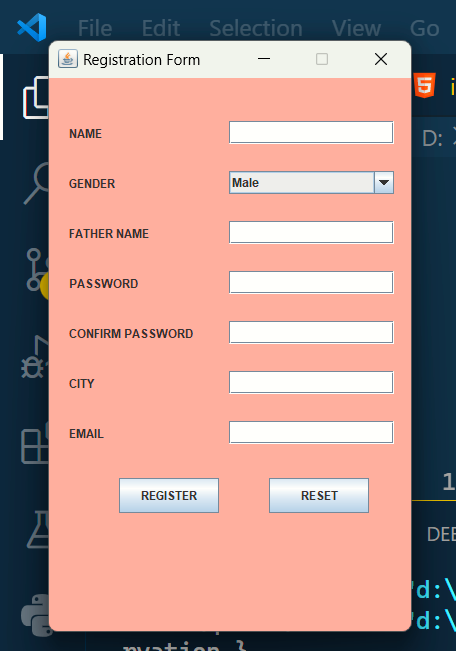 File Edit Selection View Go
Registration Form
D:
NAME
GENDER
Male
FATHER NAME
PASSWORD
CONFIRM PASSWORD
CITY
EMAIL
1
REGISTER
RESET
DEB
'd:\
'd:\
rvation }